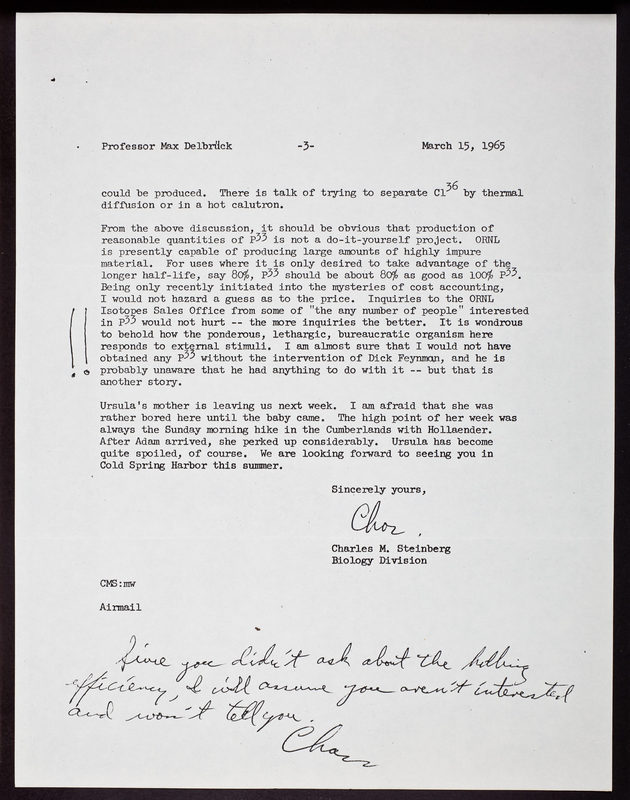 Professor Max Delbrück -3- March 15, 1965
could be produced. There is talk of trying to separate Cl36 by thermal
diffusion or in a hot calutron.
From the above discussion, it should be obvious that production of
reasonable quantities of P33 is not a do-it-yourself project. ORNL
is presently capable of producing large amounts of highly impure
material. For uses where it is only desired to take advantage of the
longer half-life, say 80%, P33 should be about 80% as good as 100% P33.
Being only recently initiated into the mysteries of cost accounting,
I would not hazard a guess as to the price. Inquiries to the ORNL
Isotopes Sales Office from some of "the any number of people" interested
in P33 would not hurt -- the more inquiries the better. It is wondrous
to behold how the ponderous, lethargic, bureaucratic organism here
responds to external stimuli. I am almost sure that I would not have
obtained any P33 without the intervention of Dick Feynman, and he is
probably unaware that he had anything to do with it -- but that is
another story.
!!
Ursula's mother is leaving us next week. I am afraid that she was
rather bored here until the baby came. The high point of her week was
always the Sunday morning hike in the Cumberlands with Hollaender.
After Adam arrived, she perked up considerably. Ursula has become
quite spoiled, of course. We are looking forward to seeing you in
Cold Spring Harbor this summer.
Sincerely yours,
Charles M. Steinberg
Biology Division
CMS:mw
Airmail
Since you didn't ask about the killing
efficiency, I will assume you aren't interested
and won't tell you.